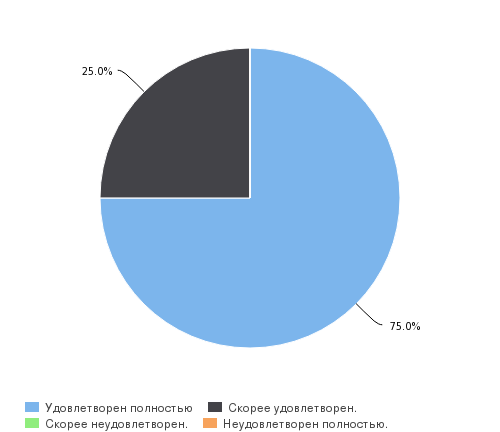 25.0%
75.0%
Удовлетворен полностью Скорее удовлетворен.
Скорее неудовлетворен. Неудовлетворен полностью.